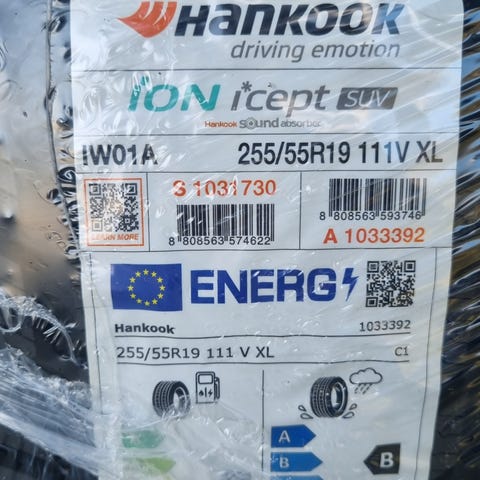 HANKOOK
driving emotion
iON i*cept SUV
Hankook sound absorber
IW01A 255/55R19 111V XL
LEARN MORE
S 1031730
8 808563 574622
8 808563 593746
A 1033392
ENERG
Hankook 1033392
255/55R19 111 V XL C1
A
B B